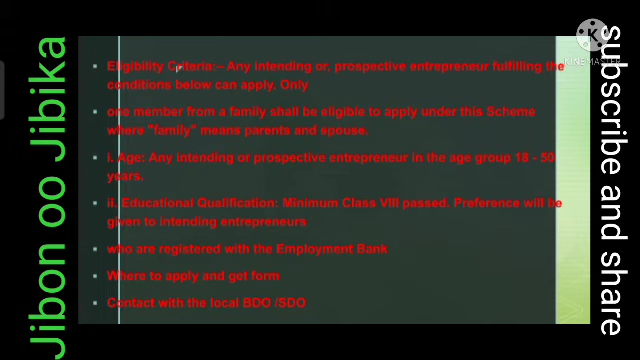 Jibon oo Jibika
Eligibility Criteria:– Any intending or, prospective entrepreneur fulfilling the
conditions below can apply. Only
one member from a family shall be eligible to apply under this Scheme
where "family" means parents and spouse.
i. Age: Any intending or prospective entrepreneur in the age group 18 - 50
years.
ii. Educational Qualification: Minimum Class VIII passed. Preference will be
given to intending entrepreneurs
who are registered with the Employment Bank
Where to apply and get form
Contact with the local BDO /SDO
KINEMASTER
subscribe and share